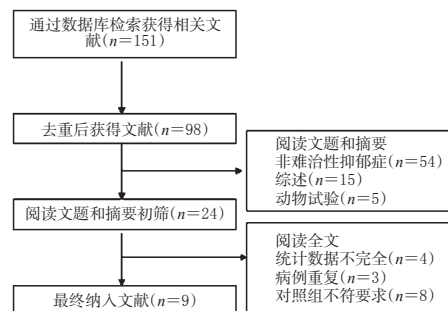 通过数据库检索获得相关文
献(n=151)
去重后获得文献(n=98)
阅读文题和摘要
非难治性抑郁症(n=54)
综述(n=15)
动物试验(n=5)
阅读文题和摘要初筛(n=24)
阅读全文
统计数据不完全(n=4)
病例重复(n=3)
对照组不符要求(n=8)
最终纳入文献(n=9)